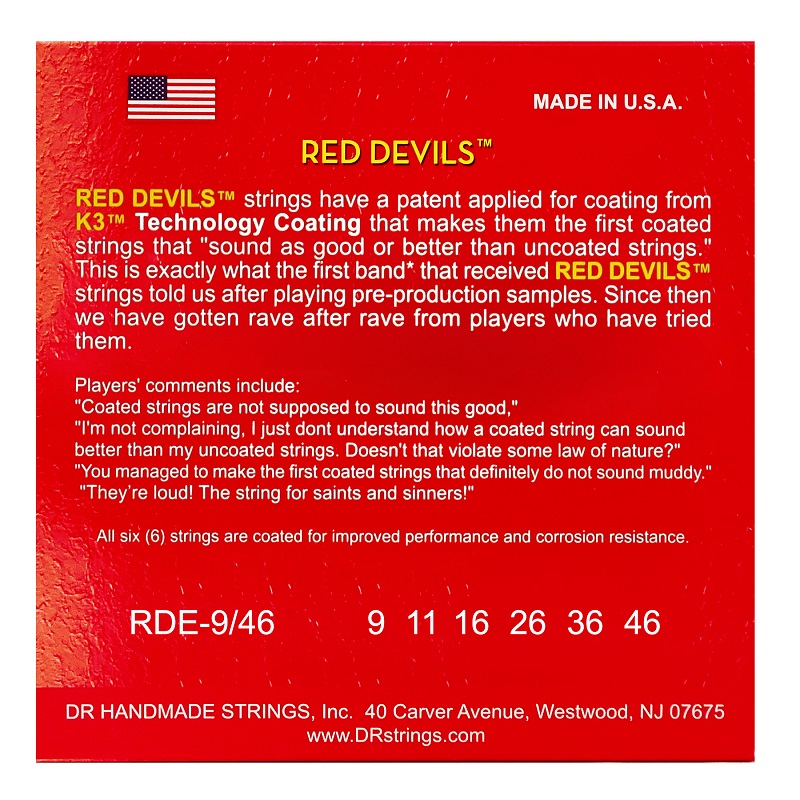 MADE IN U.S.A.
RED DEVILS™
RED DEVILS™ strings have a patent applied for coating from
K3™ Technology Coating that makes them the first coated
strings that "sound as good or better than uncoated strings."
This is exactly what the first band* that received RED DEVILS™
strings told us after playing pre-production samples. Since then
we have gotten rave after rave from players who have tried
them.
Players' comments include:
"Coated strings are not supposed to sound this good,"
"I'm not complaining, I just dont understand how a coated string can sound
better than my uncoated strings. Doesn't that violate some law of nature?"
"You managed to make the first coated strings that definitely do not sound muddy."
"They're loud! The string for saints and sinners!"
All six (6) strings are coated for improved performance and corrosion resistance.
RDE-9/46 9 11 16 26 36 46
DR HANDMADE STRINGS, Inc. 40 Carver Avenue, Westwood, NJ 07675
www.DRstrings.com